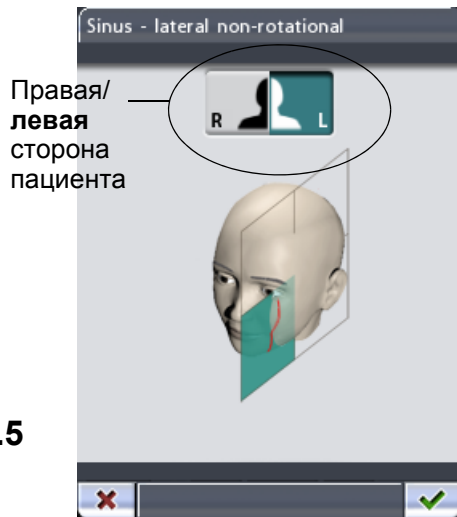 Sinus - lateral non-rotational
R L
Правая/
левая
сторона
пациента
.5